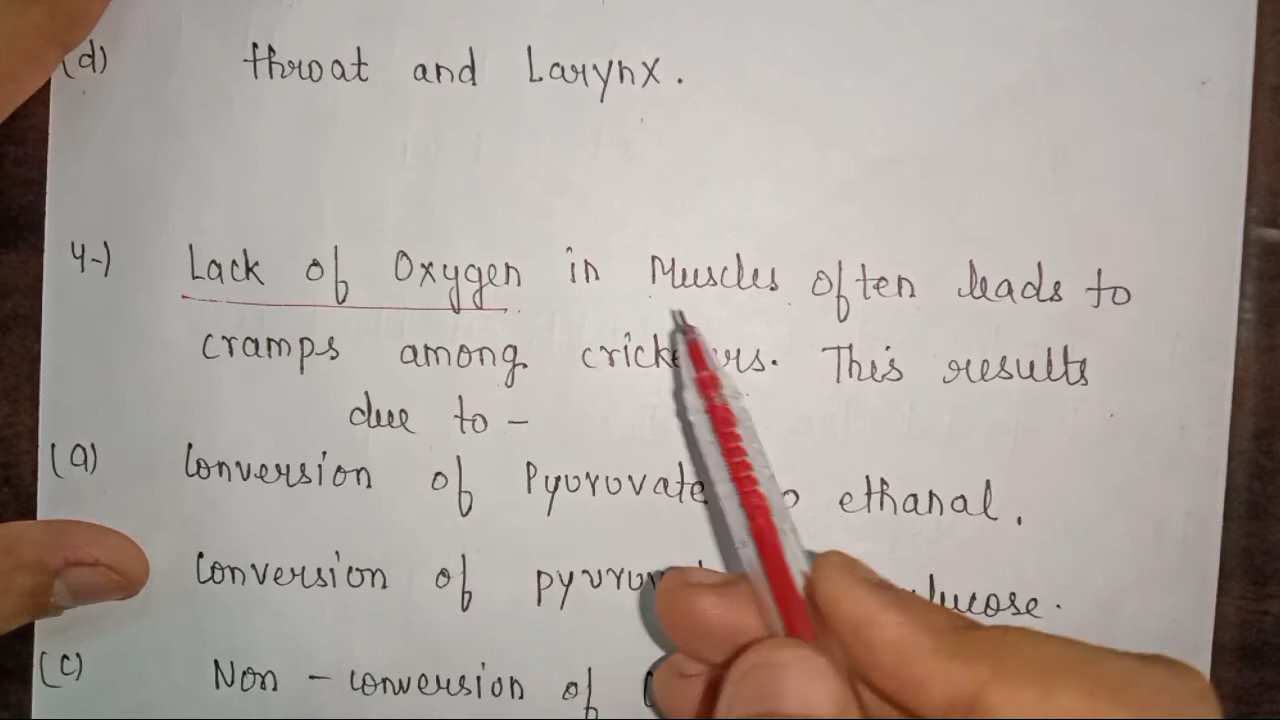 (d) throat and Larynx.
4-) Lack of Oxygen in Muscles often leads to
cramps among This results
due to -
(a) Conversion of Pyuruvate ethanal.
Conversion of
(c) Non-conversion of